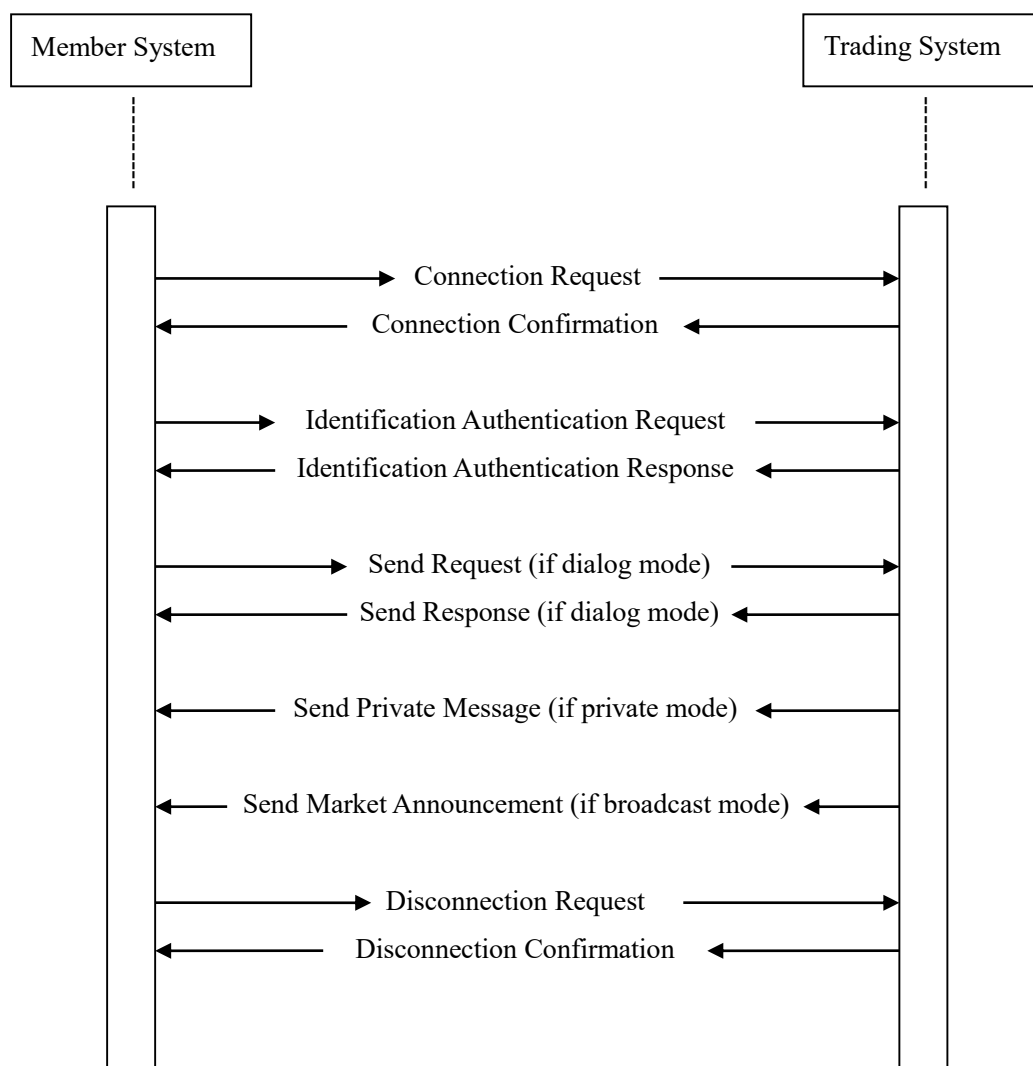 Member System
Trading System
Connection Request
Connection Confirmation
Identification Authentication Request
Identification Authentication Response
Send Request (if dialog mode)
Send Response (if dialog mode)
Send Private Message (if private mode)
Send Market Announcement (if broadcast mode)
Disconnection Request
Disconnection Confirmation